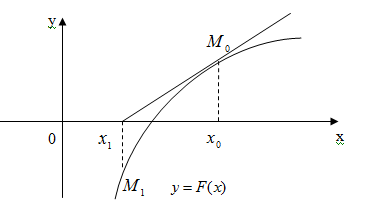 y
M₀
0
x₁
x₀
x
M₁
y = F(x)